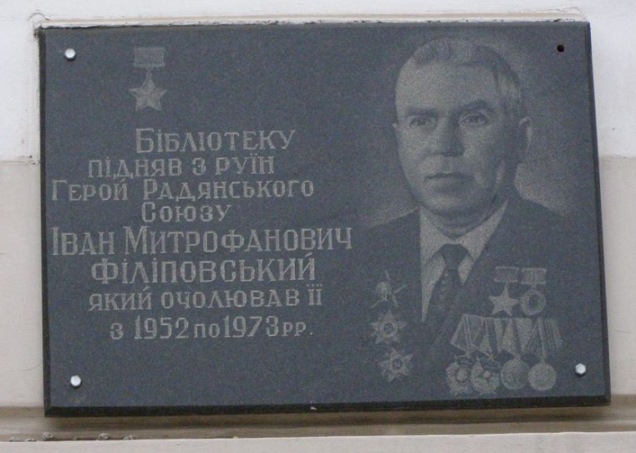 БІБЛІОТЕКУ
ПІДНЯВ З РУЇН
ГЕРОЙ РАДЯНСЬКОГО
СОЮЗУ
ІВАН МИТРОФАНОВИЧ
ФІЛІПОВСЬКИЙ
ЯКИЙ ОЧОЛЮВАВ ЇЇ
З 1952 ПО 1973 РР.